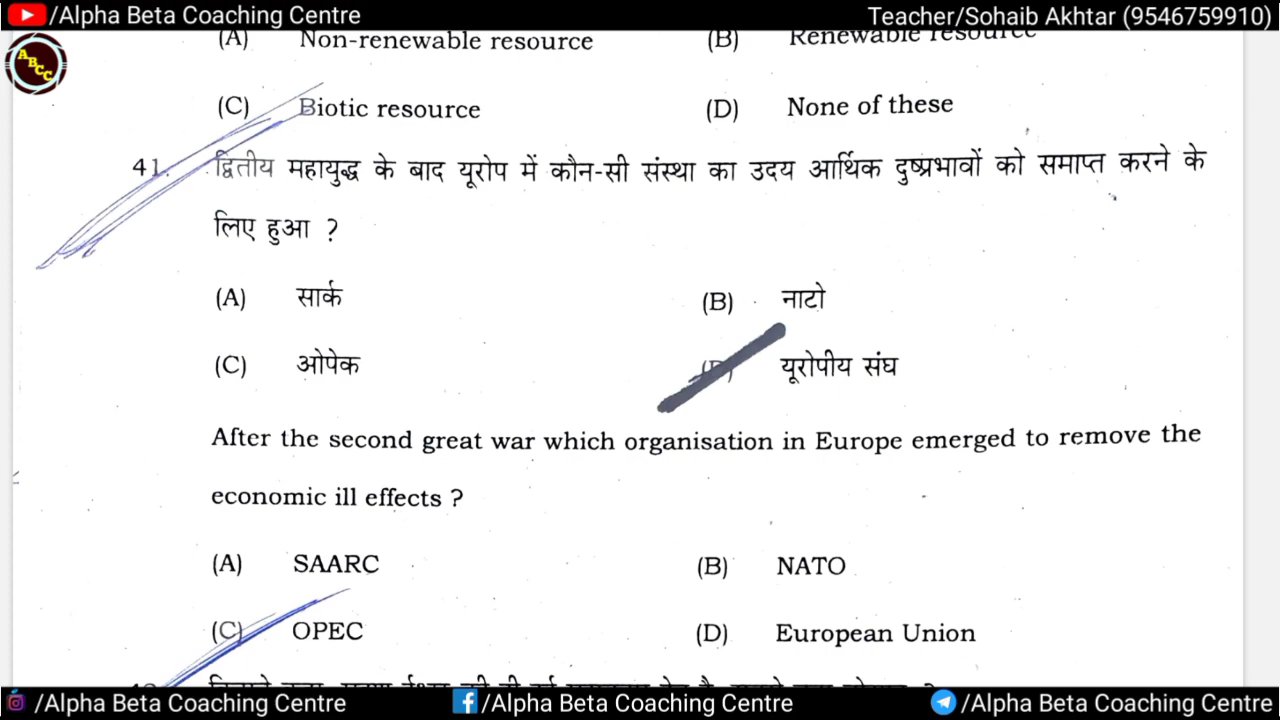 /Alpha Beta Coaching Centre Teacher/Sohaib Akhtar (9546759910)
ABCC
(A) Non-renewable resource (B) Renewable resource
(C) Biotic resource (D) None of these
41. द्वितीय महायुद्ध के बाद यूरोप में कौन-सी संस्था का उदय आर्थिक दुष्प्रभावों को समाप्त करने के
लिए हुआ ?
(A) सार्क (B) नाटो
(C) ओपेक (D) यूरोपीय संघ
After the second great war which organisation in Europe emerged to remove the
economic ill effects ?
(A) SAARC (B) NATO
(C) OPEC (D) European Union
/Alpha Beta Coaching Centre /Alpha Beta Coaching Centre /Alpha Beta Coaching Centre